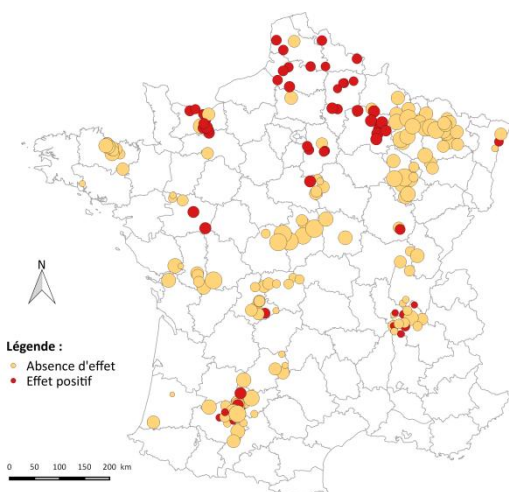 N
Légende :
Absence d'effet
Effet positif
0 50 100 150 200 km